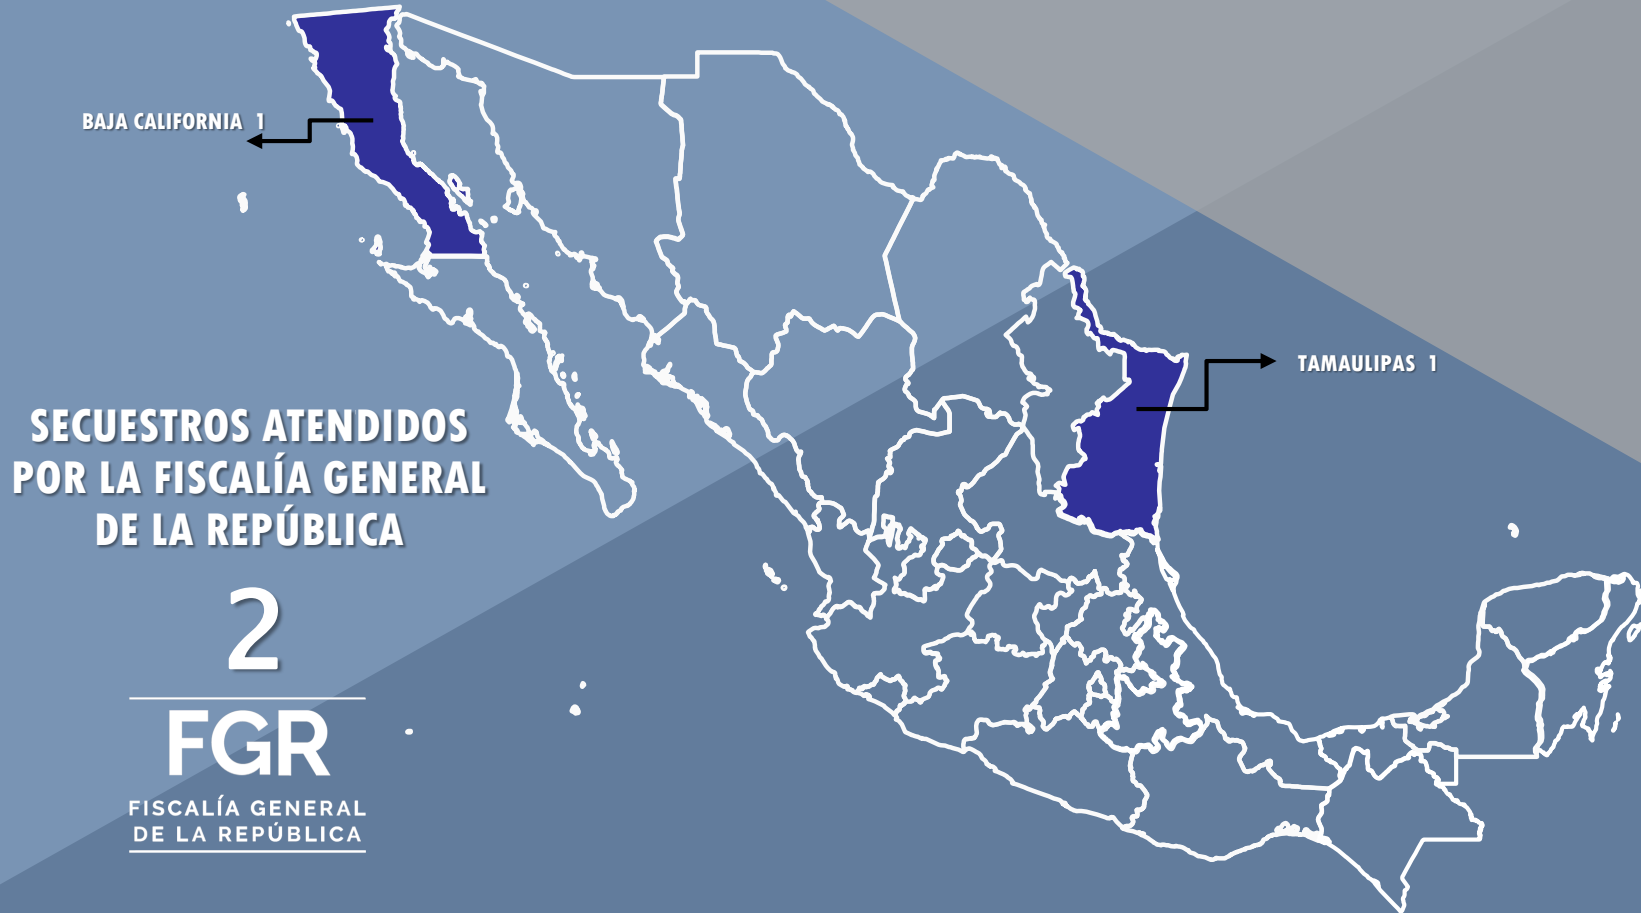 BAJA CALIFORNIA 1
TAMAULIPAS 1
SECUESTROS ATENDIDOS
POR LA FISCALÍA GENERAL
DE LA REPÚBLICA
2
FGR
FISCALÍA GENERAL
DE LA REPÚBLICA